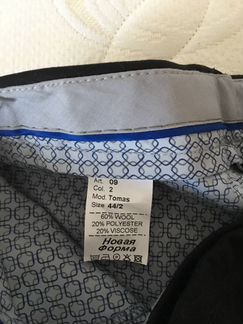 Art. 09
Col. 2
Mod. Tomas
Size 44/2
60% WOOL
20% POLYESTER
20% VISCOSE
Новая
Форма